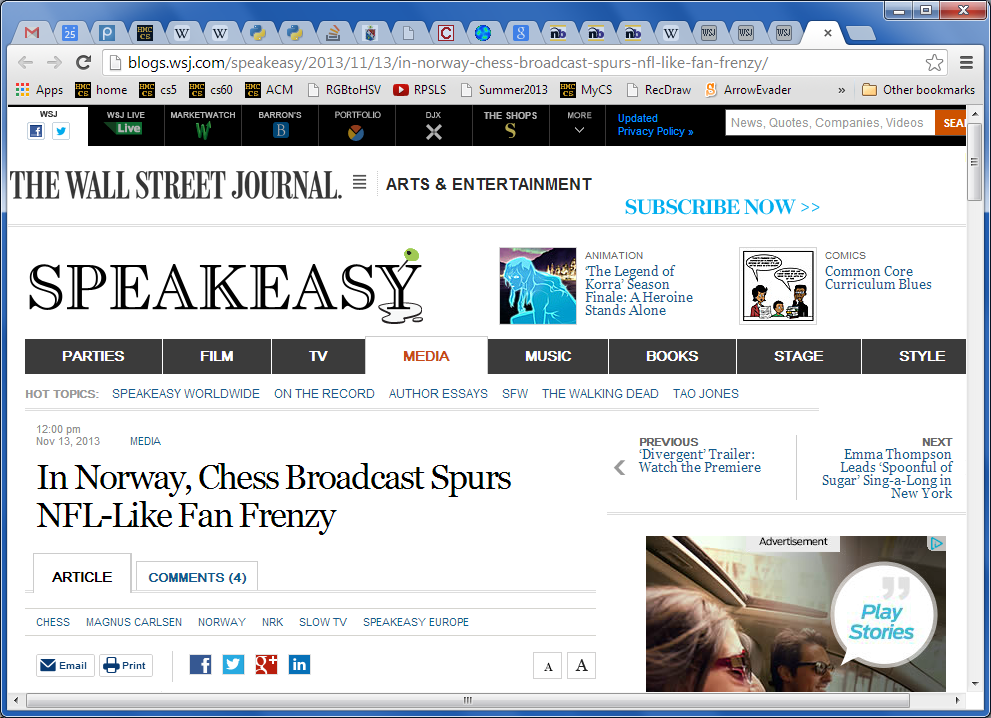 blogs.wsj.com/speakeasy/2013/11/13/in-norway-chess-broadcast-spurs-nfl-like-fan-frenzy/
Apps home cs5 cs60 ACM RGBtoHSV RPSLS Summer2013 MyCS RecDraw ArrowEvader » Other bookmarks
WSJ
WSJ LIVE
Live
MARKETWATCH
BARRON'S
PORTFOLIO
DJX
THE SHOPS
MORE
Updated
Privacy Policy »
News, Quotes, Companies, Videos
SEA
THE WALL STREET JOURNAL. ARTS & ENTERTAINMENT
SUBSCRIBE NOW >>
SPEAKEASY
ANIMATION
‘The Legend of
Korra’ Season
Finale: A Heroine
Stands Alone
COMICS
Common Core
Curriculum Blues
PARTIES FILM TV MEDIA MUSIC BOOKS STAGE STYLE
HOT TOPICS: SPEAKEASY WORLDWIDE ON THE RECORD AUTHOR ESSAYS SFW THE WALKING DEAD TAO JONES
12:00 pm
Nov 13, 2013 MEDIA
In Norway, Chess Broadcast Spurs
NFL-Like Fan Frenzy
PREVIOUS
‘Divergent’ Trailer:
Watch the Premiere
NEXT
Emma Thompson
Leads ‘Spoonful of
Sugar’ Sing-a-Long in
New York
ARTICLE COMMENTS (4)
CHESS MAGNUS CARLSEN NORWAY NRK SLOW TV SPEAKEASY EUROPE
Email Print
A A
Advertisement
Play
Stories